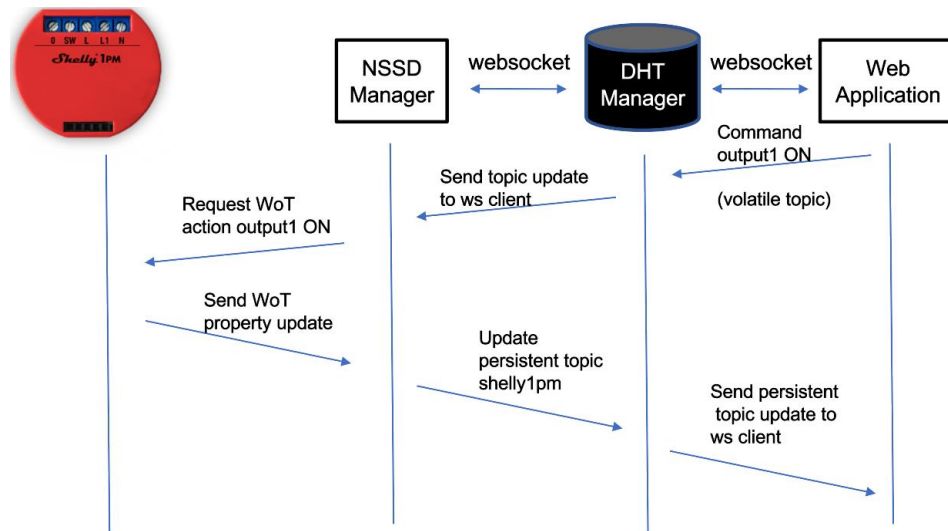 0 SW L L1 N
Shelly 1PM
NSSD
Manager
websocket
DHT
Manager
websocket
Web
Application
Command
output1 ON
(volatile topic)
Send topic update
to ws client
Request WoT
action output1 ON
Send WoT
property update
Update
persistent topic
shelly1pm
Send persistent
topic update to
ws client